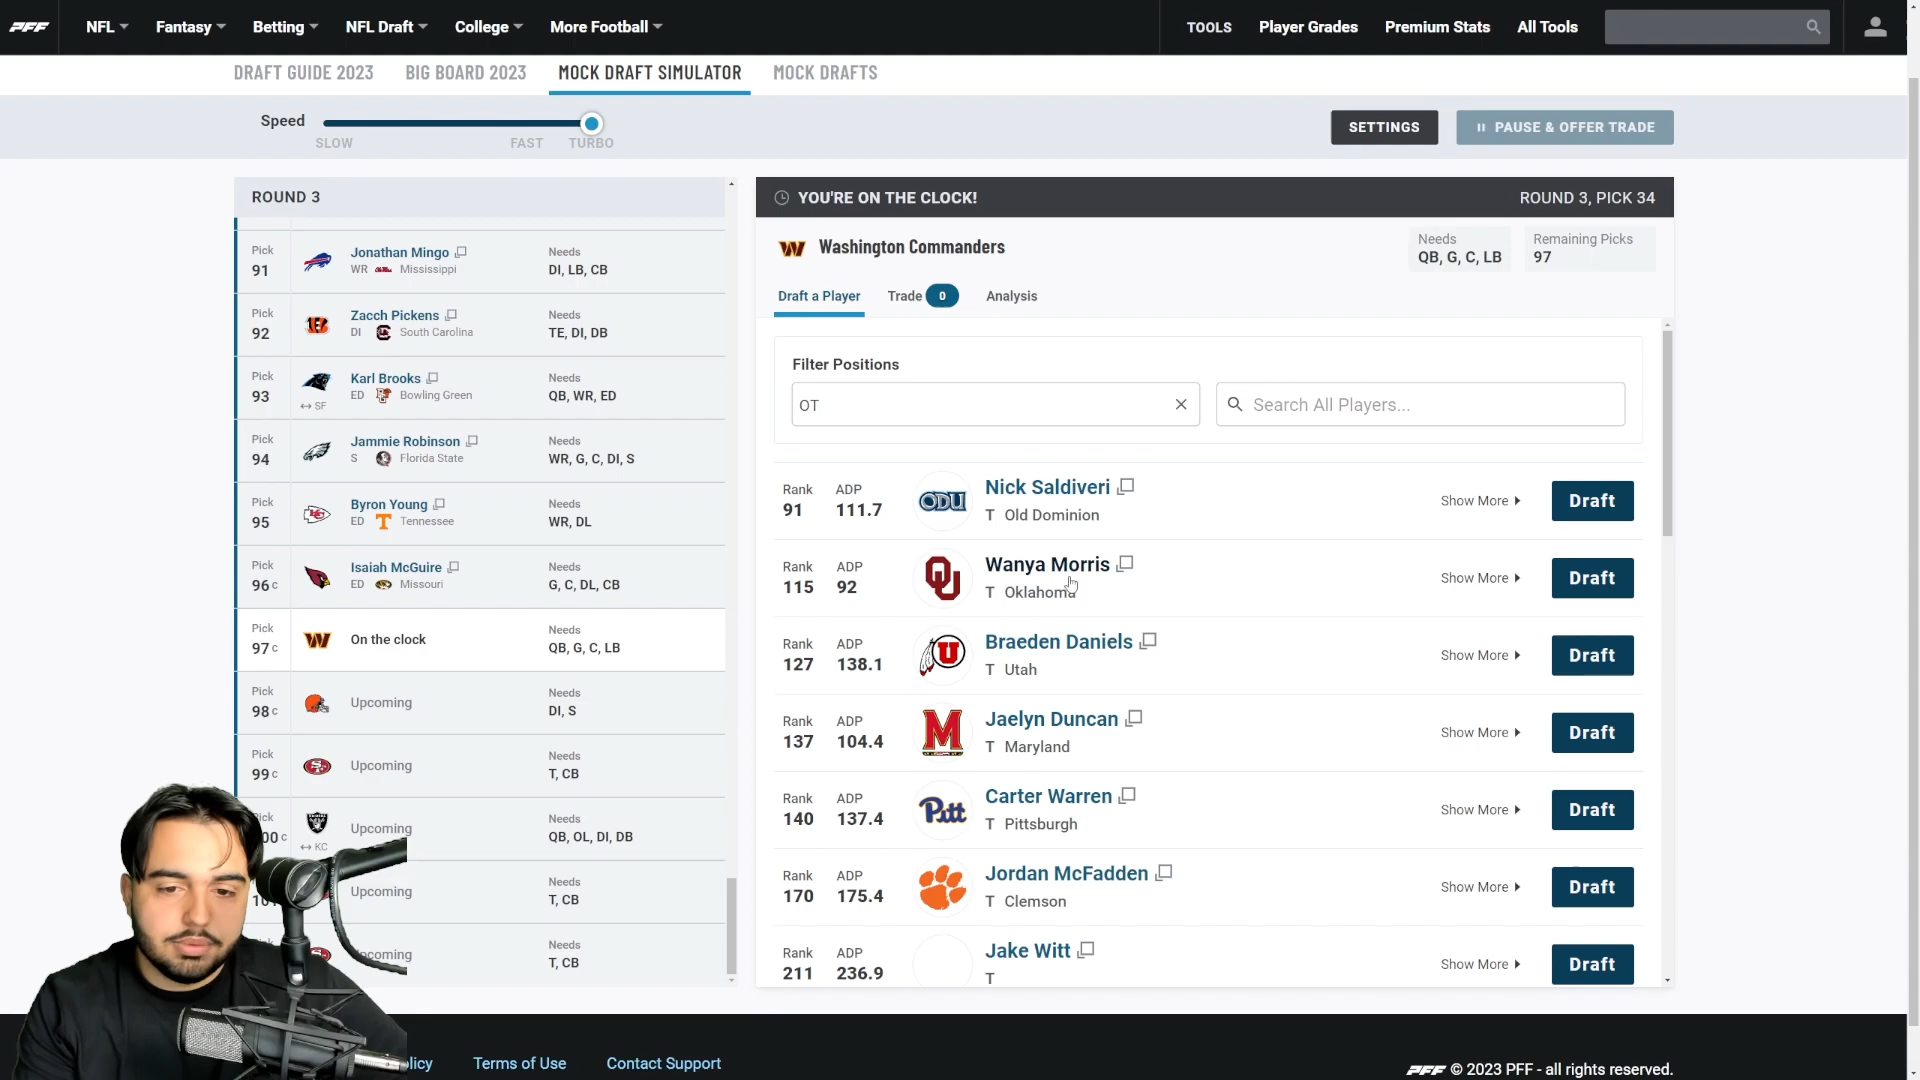 PFF
NFL
Fantasy
Betting
NFL Draft
College
More Football
TOOLS
Player Grades
Premium Stats
All Tools
DRAFT GUIDE 2023
BIG BOARD 2023
MOCK DRAFT SIMULATOR
MOCK DRAFTS
Speed
SLOW
FAST
TURBO
SETTINGS
PAUSE & OFFER TRADE
ROUND 3
Pick
91
Jonathan Mingo
WR Mississippi
Needs
DI, LB, CB
Pick
92
Zacch Pickens
DI South Carolina
Needs
TE, DI, DB
Pick
93
↔ SF
Karl Brooks
ED Bowling Green
Needs
QB, WR, ED
Pick
94
Jammie Robinson
S Florida State
Needs
WR, G, C, DI, S
Pick
95
Byron Young
ED Tennessee
Needs
WR, DL
Pick
96 c
Isaiah McGuire
ED Missouri
Needs
G, C, DL, CB
Pick
97 c
On the clock
Needs
QB, G, C, LB
Pick
98 c
Upcoming
Needs
DI, S
Pick
99 c
Upcoming
Needs
T, CB
ick
00 c
↔ KC
Upcoming
Needs
QB, OL, DI, DB
Upcoming
Needs
T, CB
pcoming
Needs
T, CB
YOU'RE ON THE CLOCK!
ROUND 3, PICK 34
Washington Commanders
Needs
QB, G, C, LB
Remaining Picks
97
Draft a Player
Trade 0
Analysis
Filter Positions
OT
Search All Players...
Rank
91
ADP
111.7
ODU
Nick Saldiveri
T Old Dominion
Show More
Draft
Rank
115
ADP
92
Wanya Morris
T Oklahoma
Show More
Draft
Rank
127
ADP
138.1
Braeden Daniels
T Utah
Show More
Draft
Rank
137
ADP
104.4
Jaelyn Duncan
T Maryland
Show More
Draft
Rank
140
ADP
137.4
Pitt
Carter Warren
T Pittsburgh
Show More
Draft
Rank
170
ADP
175.4
Jordan McFadden
T Clemson
Show More
Draft
Rank
211
ADP
236.9
Jake Witt
T
Show More
Draft
licy
Terms of Use
Contact Support
PFF © 2023 PFF - all rights reserved.